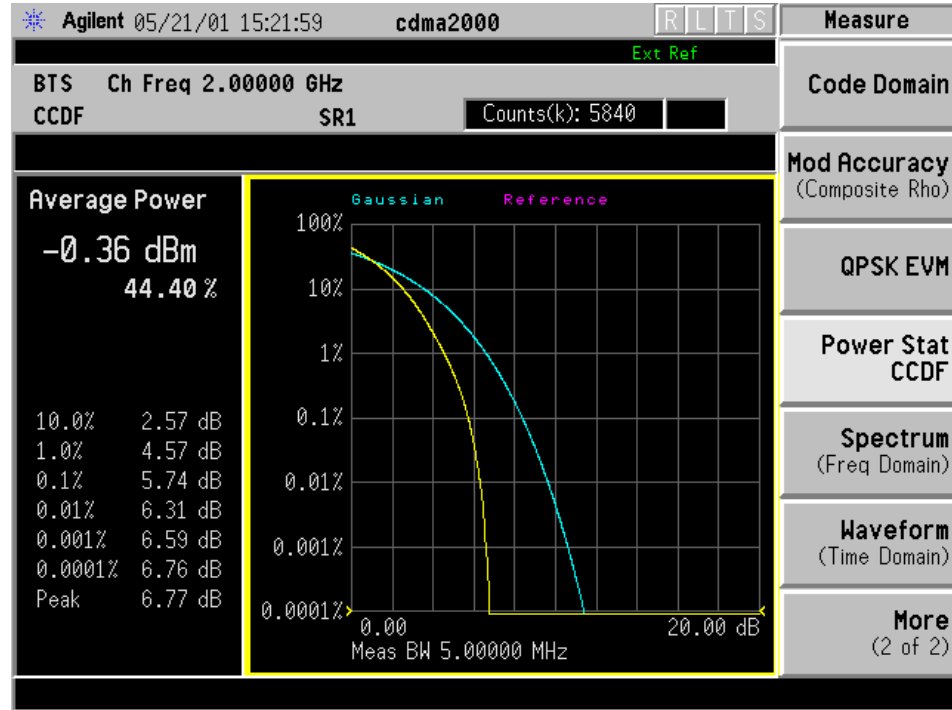 Agilent 05/21/01 15:21:59 cdma2000 R L T S Measure
Ext Ref
BTS Ch Freq 2.00000 GHz
CCDF SR1 Counts(k): 5840
Code Domain
Mod Accuracy
(Composite Rho)
QPSK EVM
Power Stat
CCDF
Spectrum
(Freq Domain)
Waveform
(Time Domain)
More
(2 of 2)
Average Power
-0.36 dBm
44.40 %
10.0% 2.57 dB
1.0% 4.57 dB
0.1% 5.74 dB
0.01% 6.31 dB
0.001% 6.59 dB
0.0001% 6.76 dB
Peak 6.77 dB
Gaussian Reference
100%
10%
1%
0.1%
0.01%
0.001%
0.0001%
0.00 20.00 dB
Meas BW 5.00000 MHz